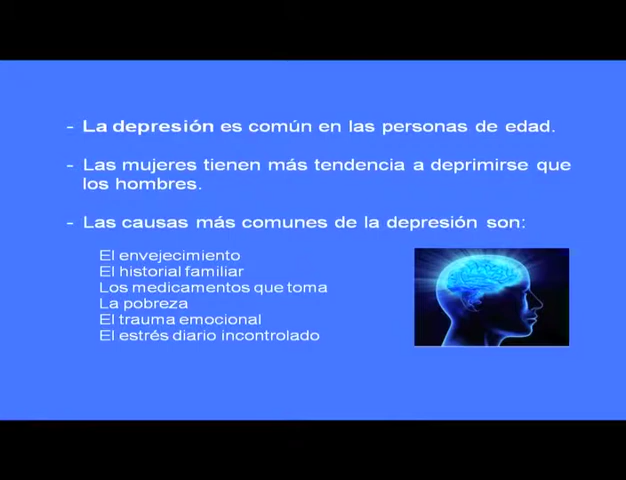 - La depresión es común en las personas de edad.
- Las mujeres tienen más tendencia a deprimirse que
los hombres.
- Las causas más comunes de la depresión son:
El envejecimiento
El historial familiar
Los medicamentos que toma
La pobreza
El trauma emocional
El estrés diario incontrolado